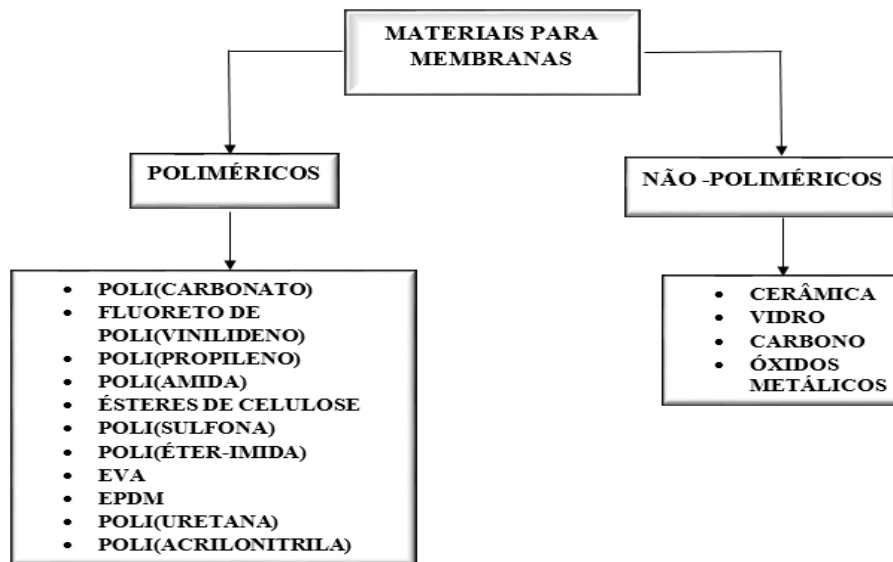 MATERIAIS PARA
MEMBRANAS
POLIMÉRICOS
NÃO -POLIMÉRICOS
• POLI(CARBONATO)
• FLUORETO DE
POLI(VINILIDENO)
• POLI(PROPILENO)
• POLI(AMIDA)
• ÉSTERES DE CELULOSE
• POLI(SULFONA)
• POLI(ÉTER-IMIDA)
• EVA
• EPDM
• POLI(URETANA)
• POLI(ACRILONITRILA)
• CERÂMICA
• VIDRO
• CARBONO
• ÓXIDOS
METÁLICOS